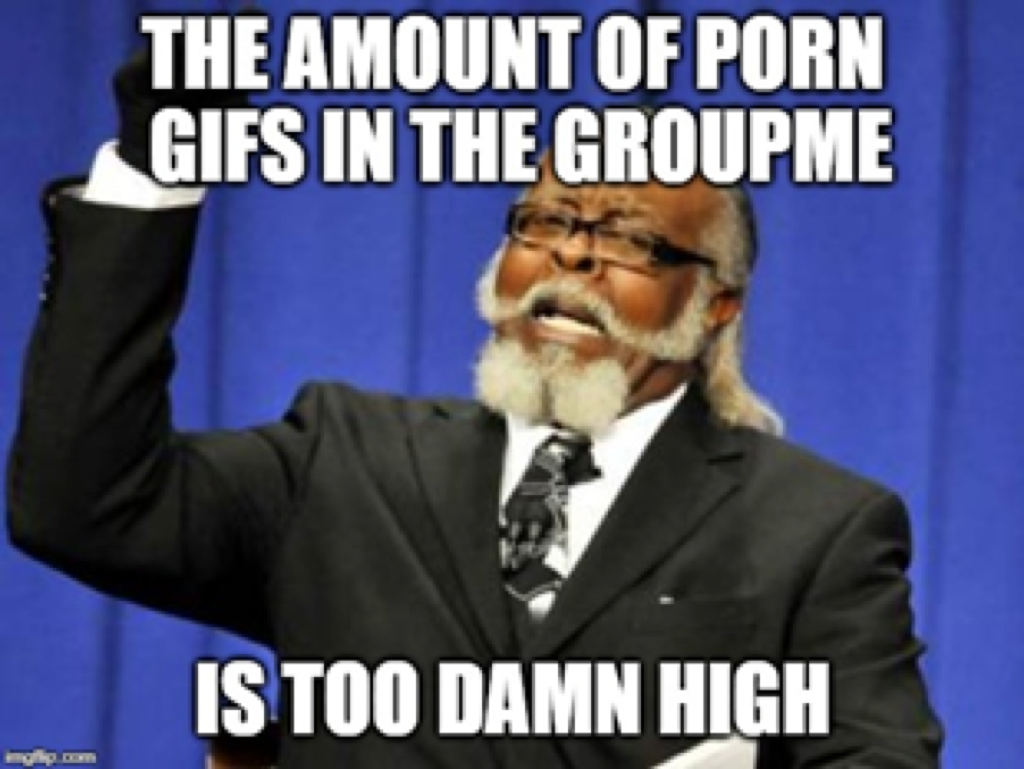 THE AMOUNT OF PORN
GIFS IN THE GROUPME
IS TOO DAMN HIGH
imgflip.com